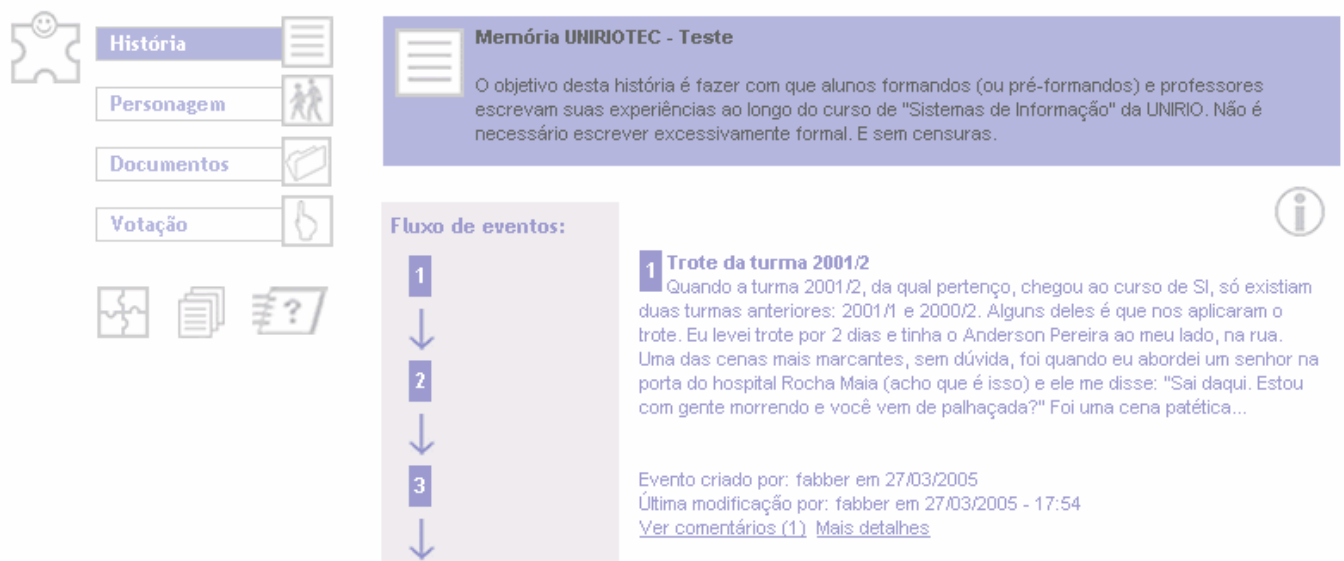 História
Personagem
Documentos
Votação
?
Memória UNIRIOTEC - Teste
O objetivo desta história é fazer com que alunos formandos (ou pré-formandos) e professores
escrevam suas experiências ao longo do curso de "Sistemas de Informação" da UNIRIO. Não é
necessário escrever excessivamente formal. E sem censuras.
i
Fluxo de eventos:
1
2
3
1 Trote da turma 2001/2
Quando a turma 2001/2, da qual pertenço, chegou ao curso de SI, só existiam
duas turmas anteriores: 2001/1 e 2000/2. Alguns deles é que nos aplicaram o
trote. Eu levei trote por 2 dias e tinha o Anderson Pereira ao meu lado, na rua.
Uma das cenas mais marcantes, sem dúvida, foi quando eu abordei um senhor na
porta do hospital Rocha Maia (acho que é isso) e ele me disse: "Sai daqui. Estou
com gente morrendo e você vem de palhaçada?" Foi uma cena patética...
Evento criado por: fabber em 27/03/2005
Última modificação por: fabber em 27/03/2005 - 17:54
Ver comentários (1) Mais detalhes